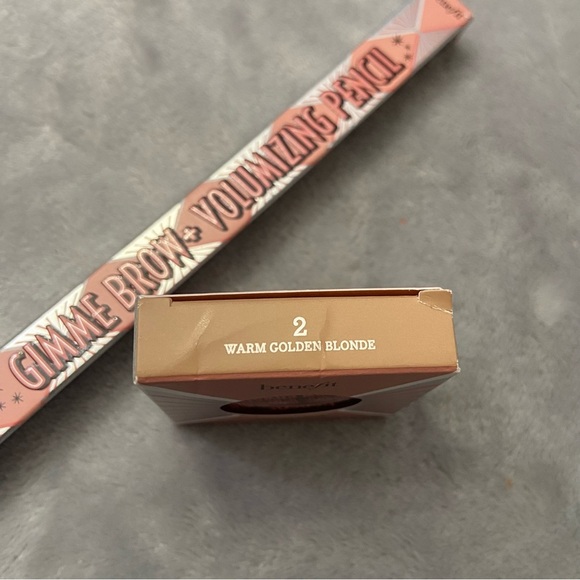 benefit
GIMME BROW+ VOLUMIZING PENCIL
2
WARM GOLDEN BLONDE
benefit